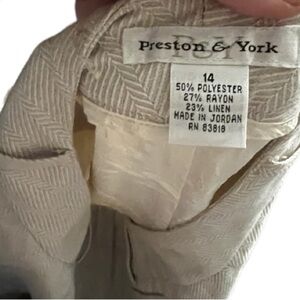 Preston & York
14
50% POLYESTER
27% RAYON
23% LINEN
MADE IN JORDAN
RN 83818